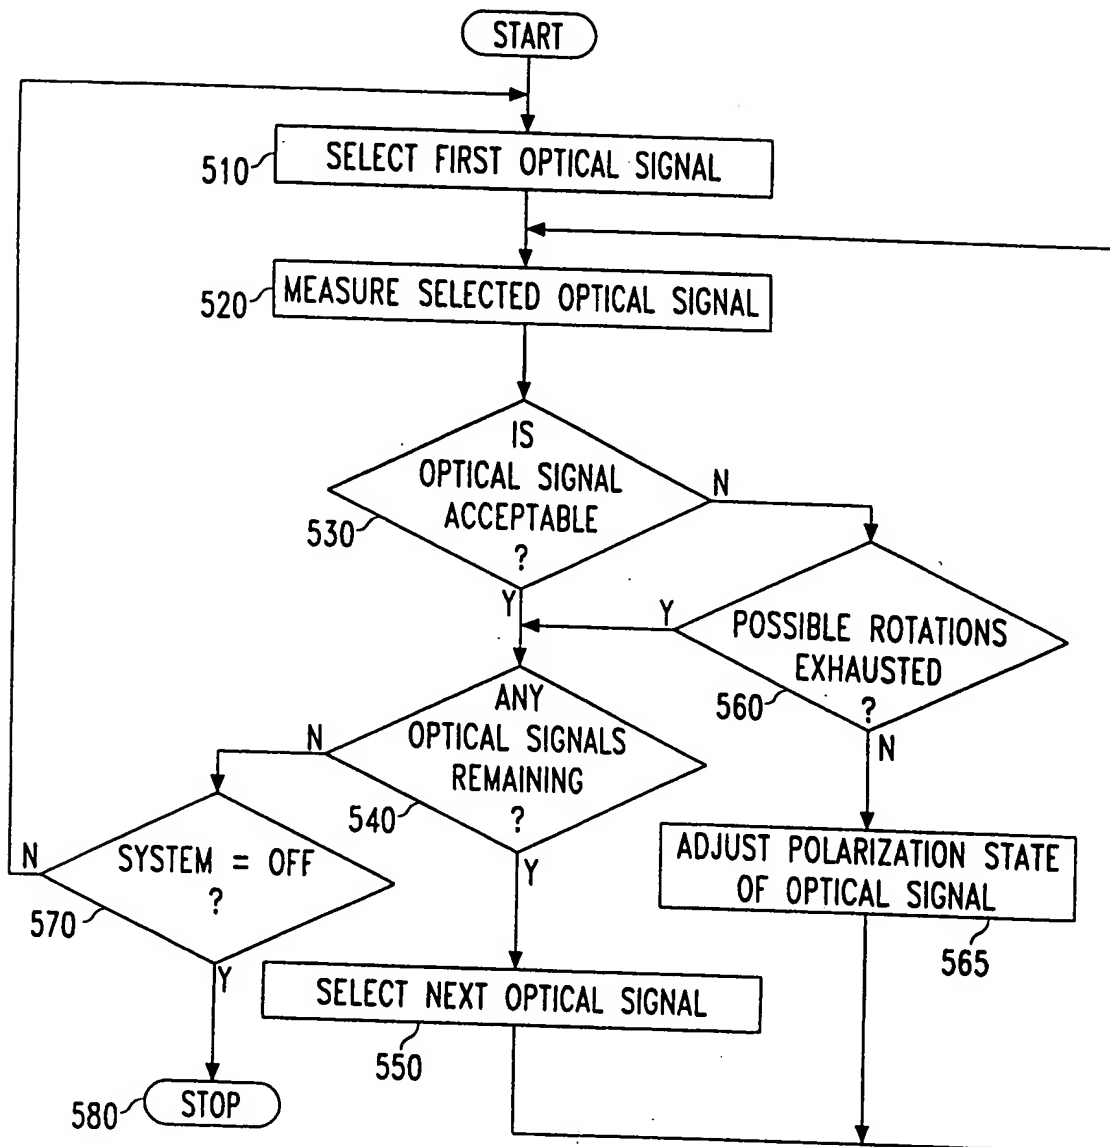 START
510
SELECT FIRST OPTICAL SIGNAL
520
MEASURE SELECTED OPTICAL SIGNAL
IS
OPTICAL SIGNAL
ACCEPTABLE
?
530
N
Y
Y
POSSIBLE ROTATIONS
EXHAUSTED
?
560
N
ANY
OPTICAL SIGNALS
REMAINING
?
540
N
Y
ADJUST POLARIZATION STATE
OF OPTICAL SIGNAL
565
N
SYSTEM = OFF
?
570
Y
SELECT NEXT OPTICAL SIGNAL
550
580
STOP